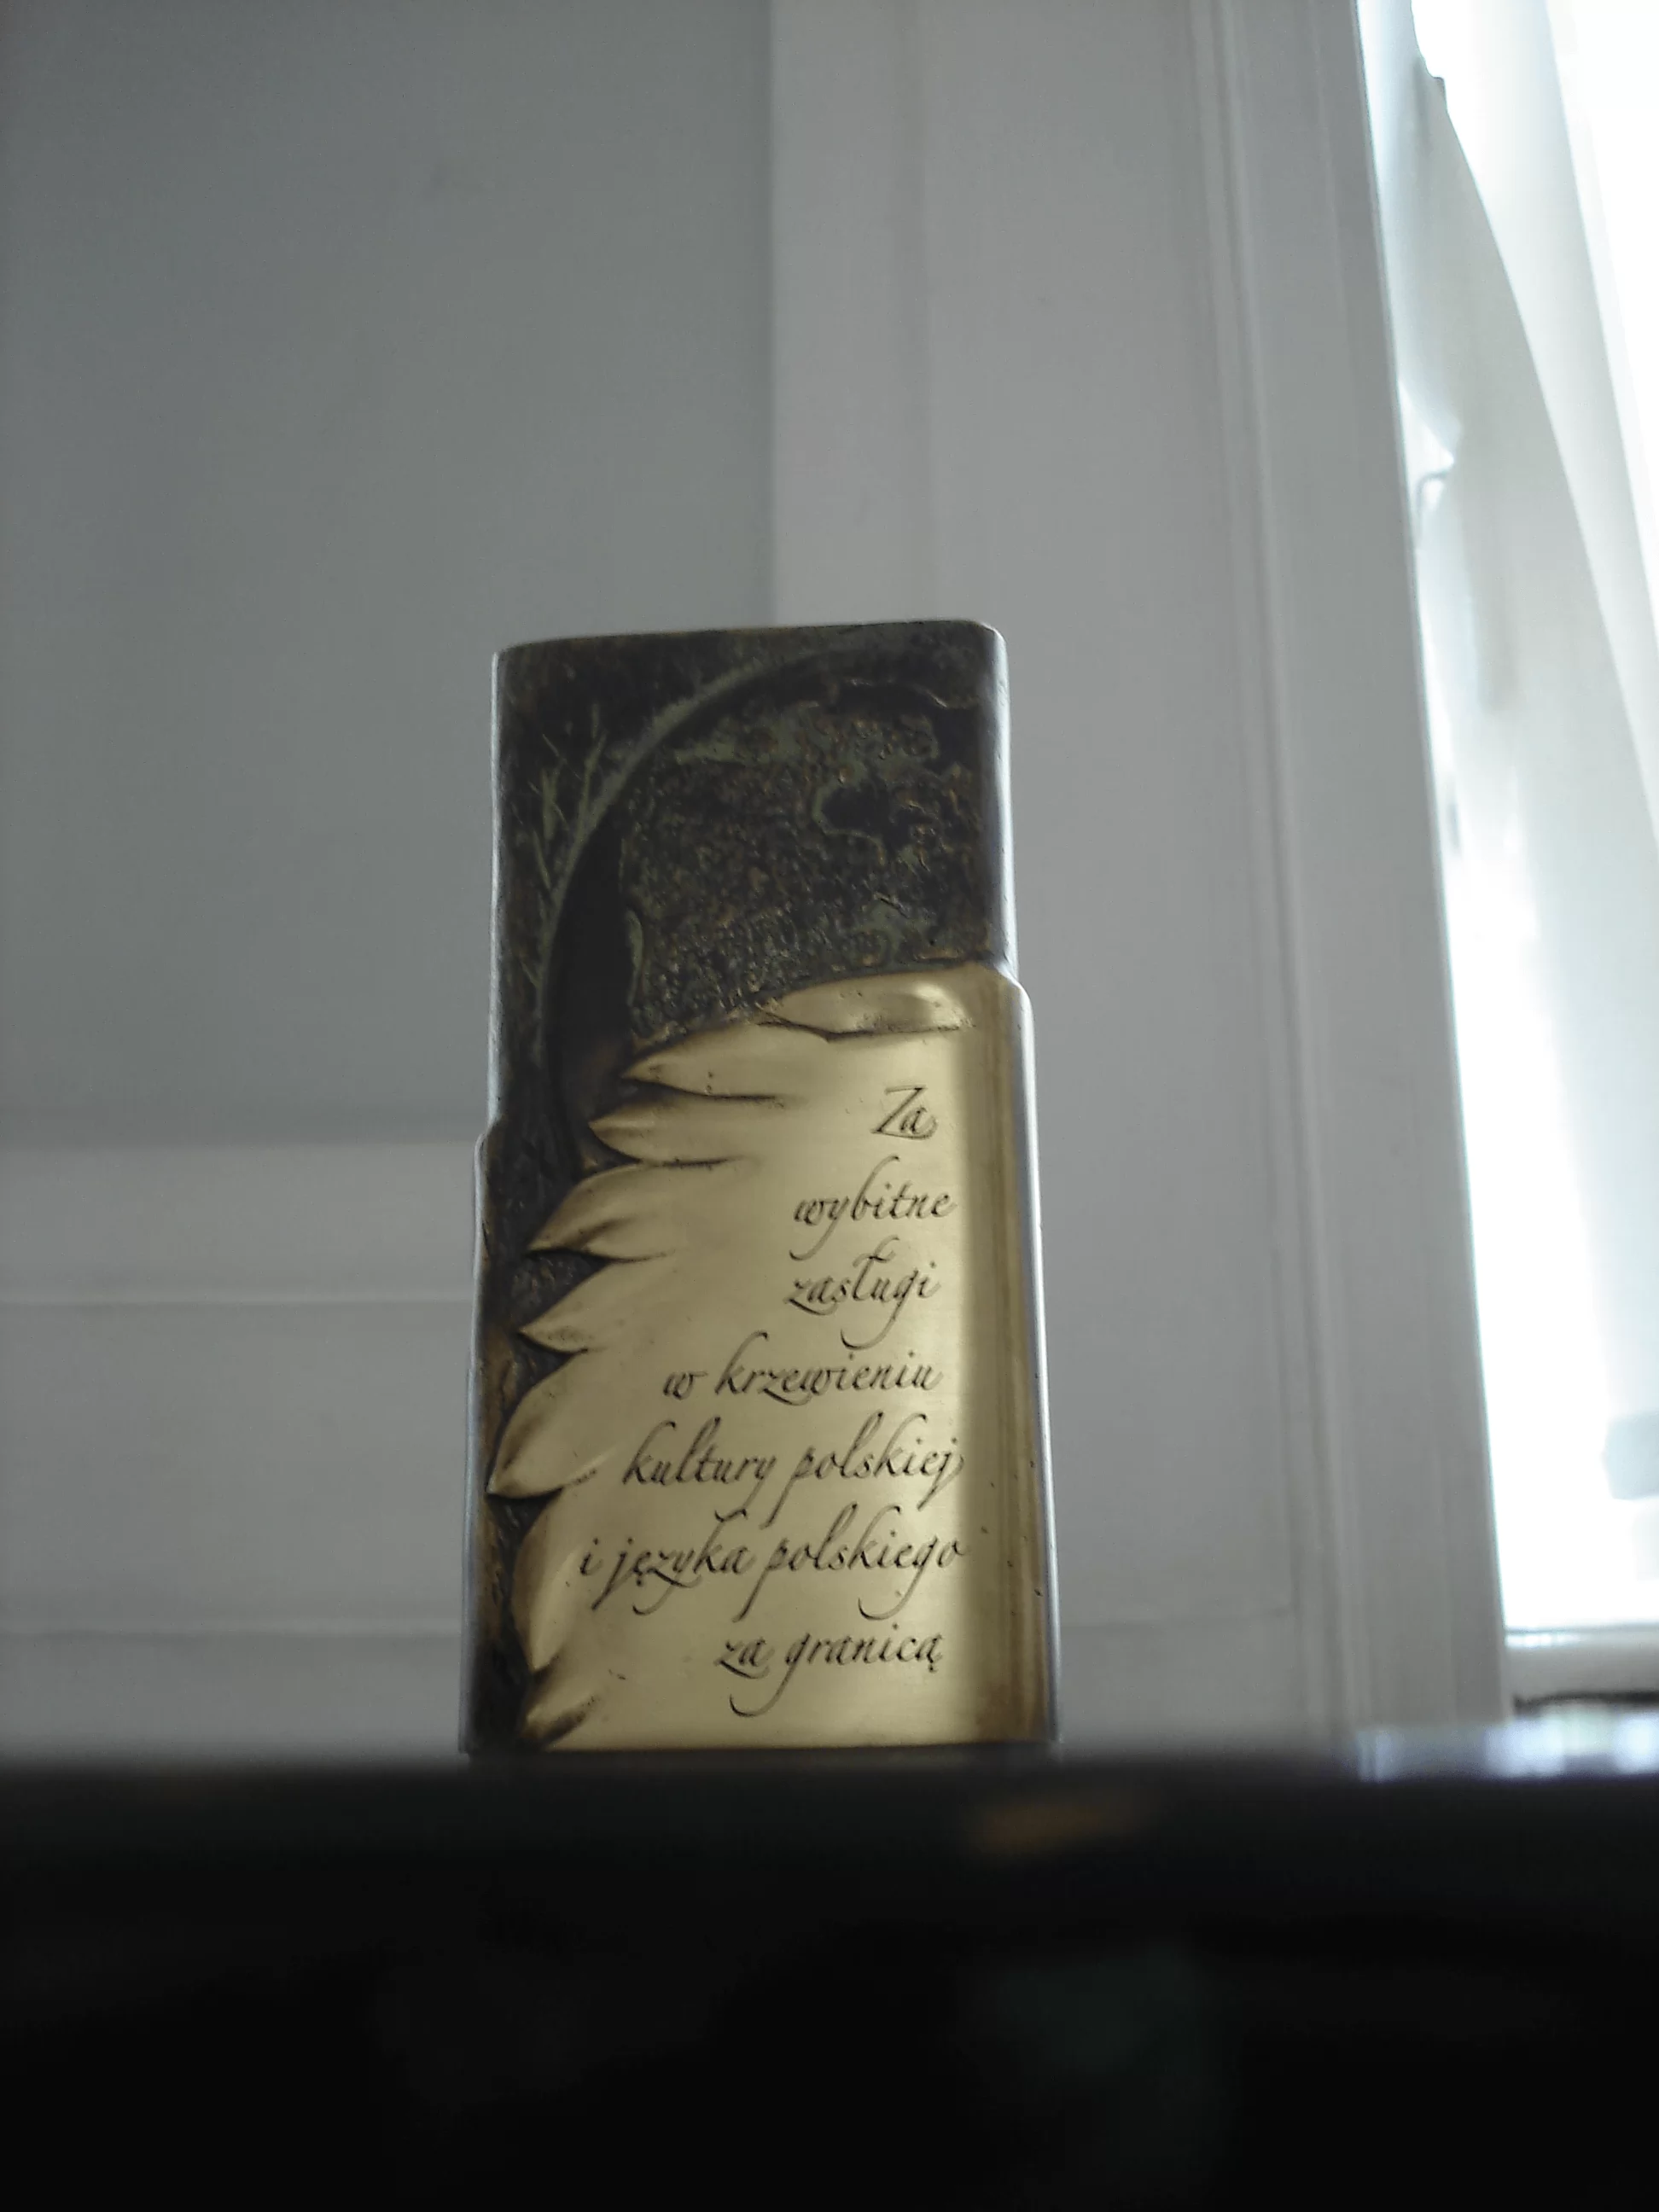 Za
wybitne
zasługi
w krzewieniu
kultury polskiej
i języka polskiego
za granicą